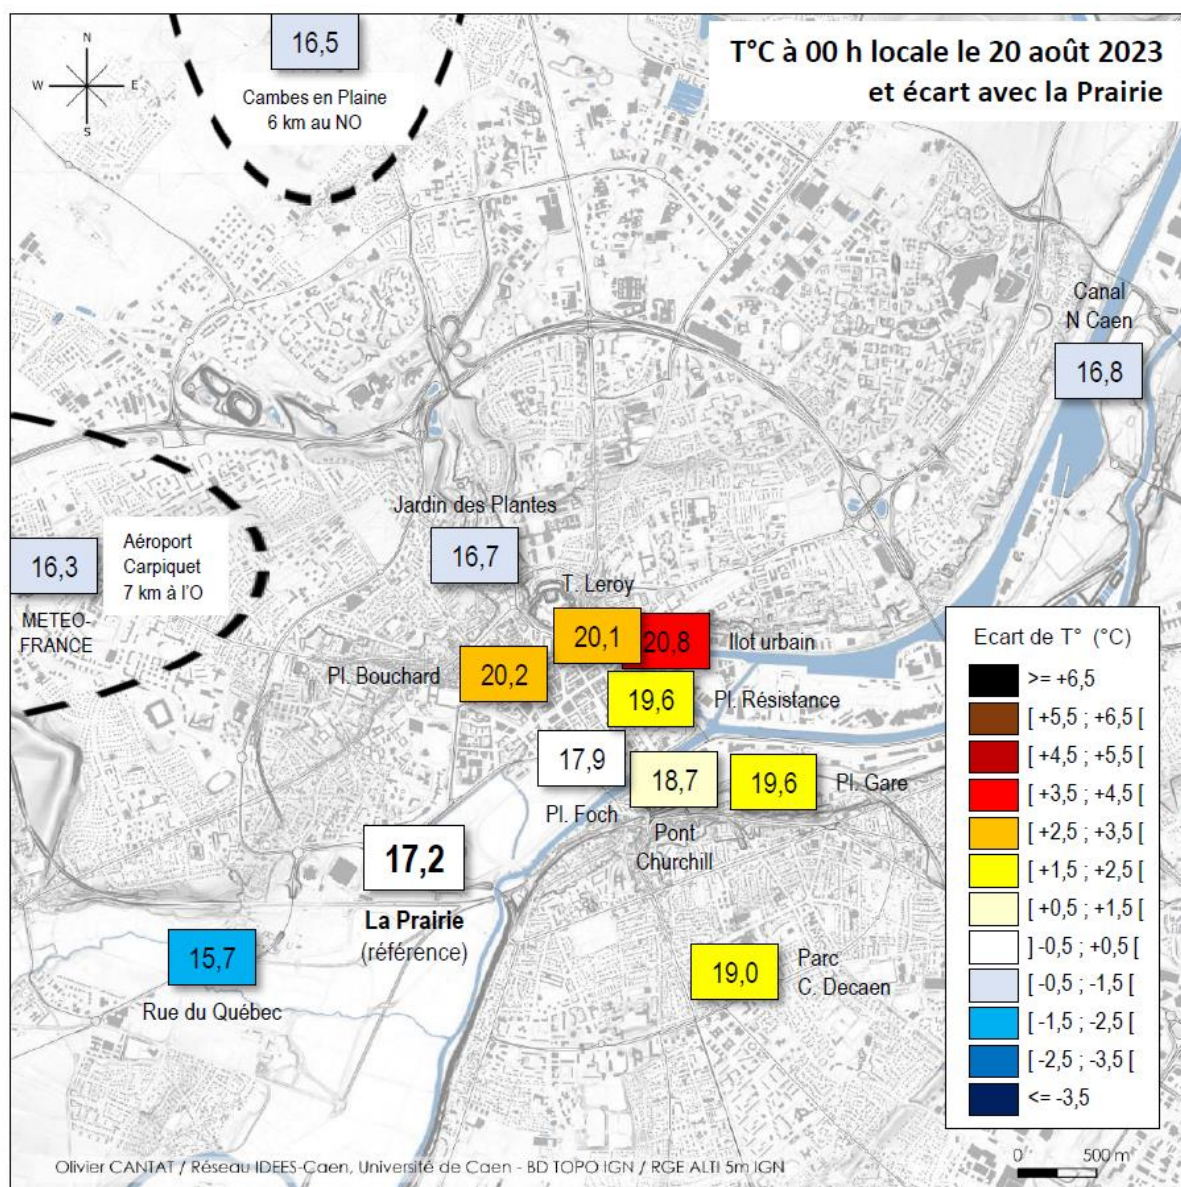 T°C à 00 h locale le 20 août 2023
et écart avec la Prairie
N
W
E
S
16,5
Cambes en Plaine
6 km au NO
Canal
N Caen
16,8
Jardin des Plantes
16,7
16,3
Aéroport
Carpiquet
7 km à l'O
METEO-
FRANCE
T. Leroy
20,1
20,8
Ilot urbain
Pl. Bouchard
20,2
19,6
Pl. Résistance
17,9
Pl. Foch
18,7
Pont
Churchill
19,6
Pl. Gare
17,2
La Prairie
(référence)
15,7
Rue du Québec
19,0
Parc
C. Decaen
Ecart de T° (°C)
>= +6,5
[ +5,5 ; +6,5 [
[ +4,5 ; +5,5 [
[ +3,5 ; +4,5 [
[ +2,5 ; +3,5 [
[ +1,5 ; +2,5 [
[ +0,5 ; +1,5 [
] -0,5 ; +0,5 [
[ -0,5 ; -1,5 [
[ -1,5 ; -2,5 [
[ -2,5 ; -3,5 [
<= -3,5
Olivier CANTAT / Réseau IDEES-Caen, Université de Caen - BD TOPO IGN / RGE ALTI 5m IGN
0 500 m